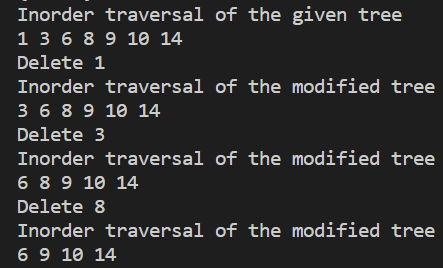 Inorder traversal of the given tree
1 3 6 8 9 10 14
Delete 1
Inorder traversal of the modified tree
3 6 8 9 10 14
Delete 3
Inorder traversal of the modified tree
6 8 9 10 14
Delete 8
Inorder traversal of the modified tree
6 9 10 14